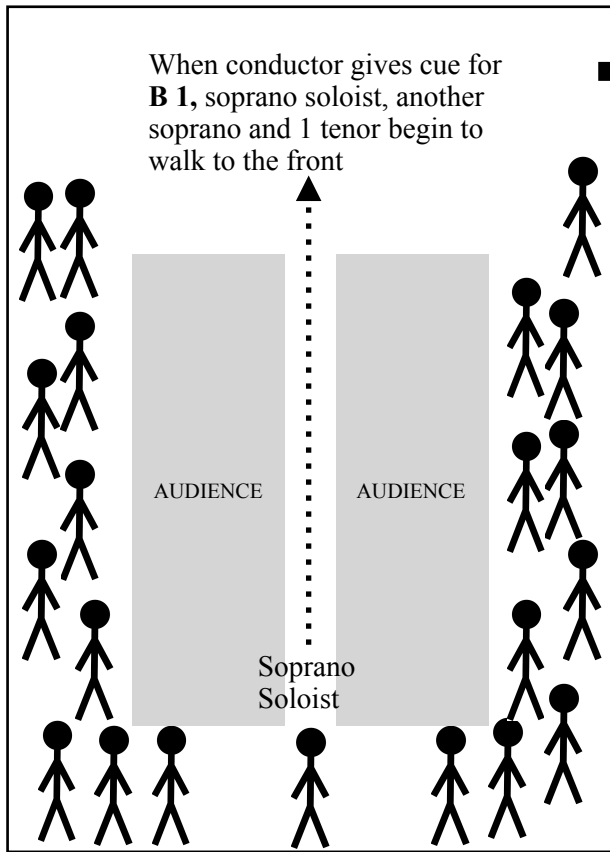 When conductor gives cue for
B 1, soprano soloist, another
soprano and 1 tenor begin to
walk to the front
AUDIENCE
AUDIENCE
Soprano
Soloist